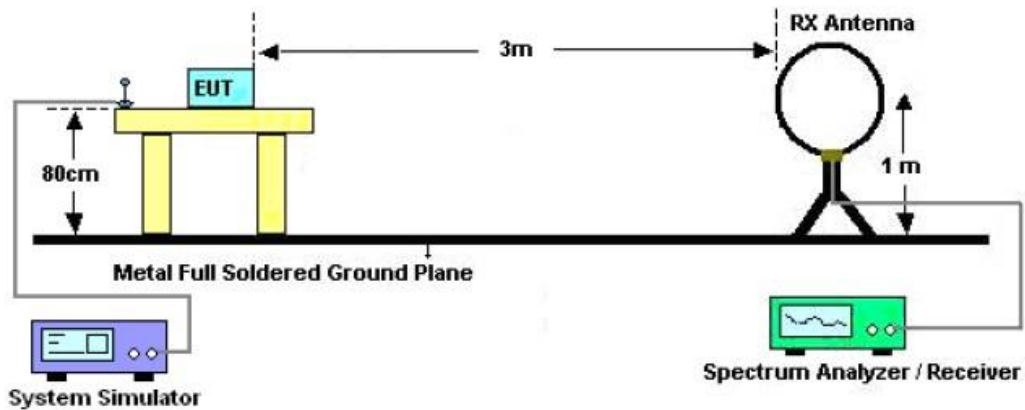 RX Antenna
3m
EUT
80cm
1 m
Metal Full Soldered Ground Plane
System Simulator
Spectrum Analyzer / Receiver